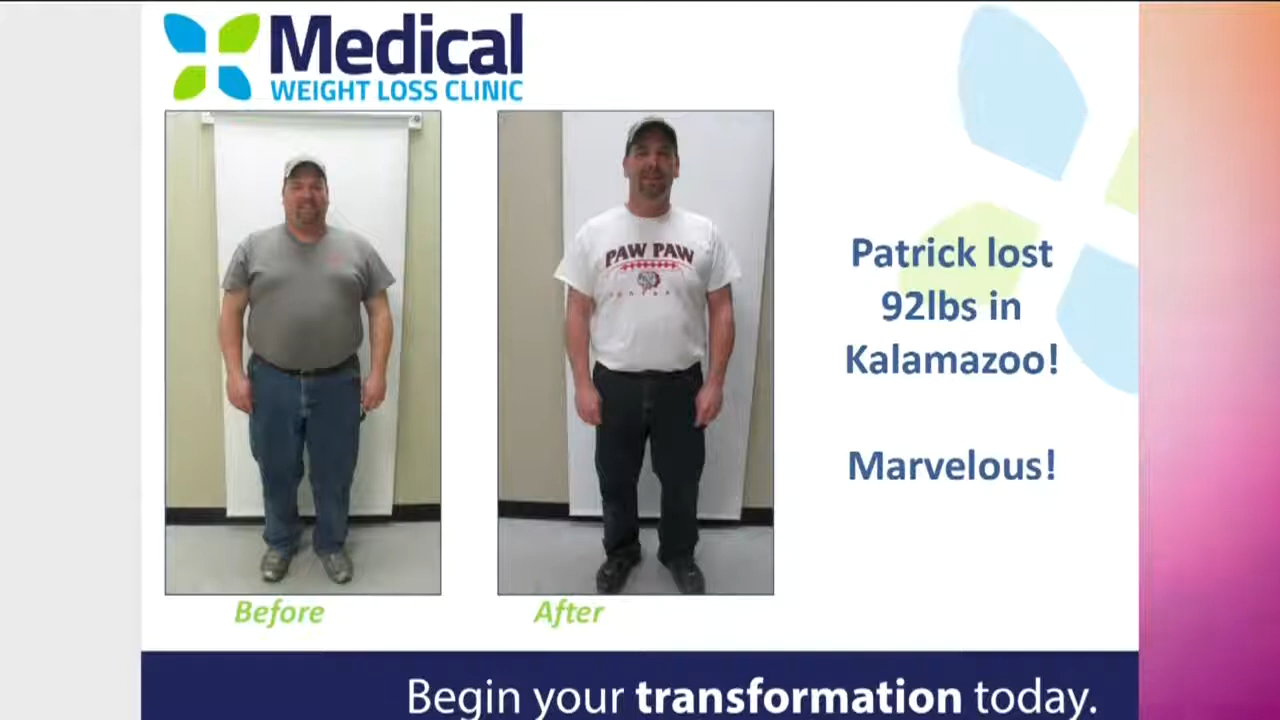 Medical
WEIGHT LOSS CLINIC
PAW PAW
Patrick lost
92lbs in
Kalamazoo!
Marvelous!
Before
After
Begin your transformation today.